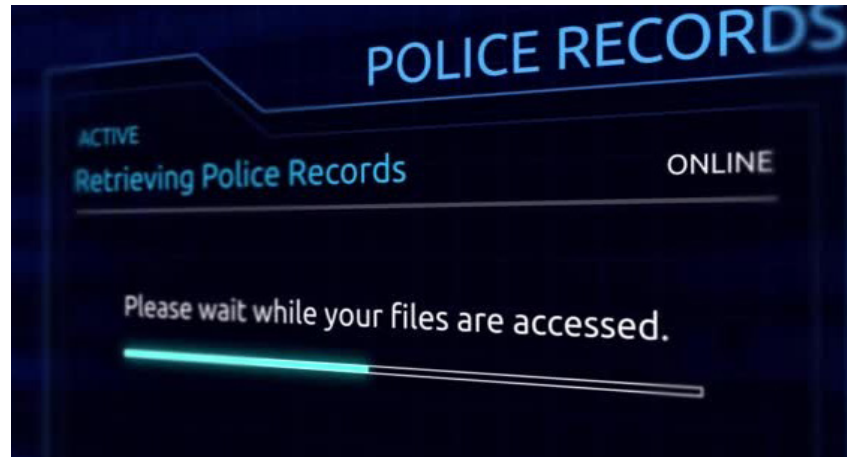 POLICE RECORDS
ACTIVE
Retrieving Police Records
ONLINE
Please wait while your files are accessed.